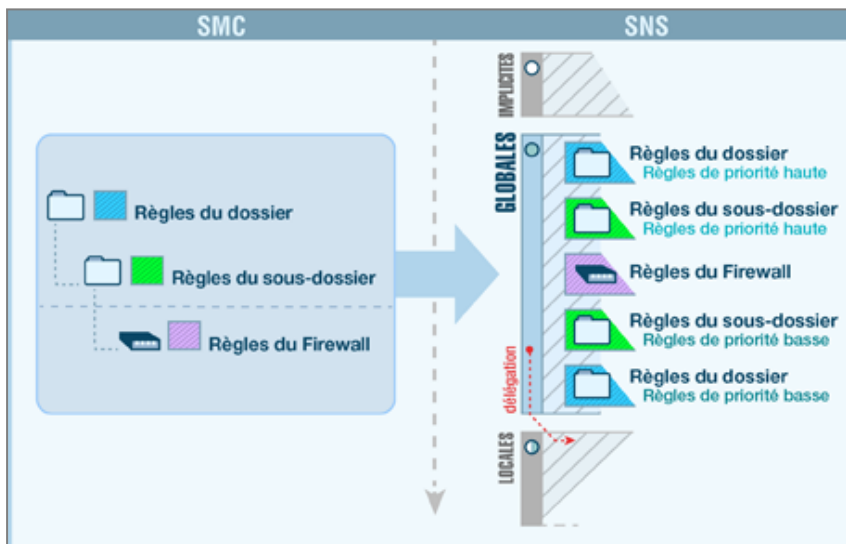 SMC
SNS
Règles du dossier
Règles du sous-dossier
Règles du Firewall
IMPLICITES
GLOBALES
Règles du dossier
Règles de priorité haute
Règles du sous-dossier
Règles de priorité haute
Règles du Firewall
Règles du sous-dossier
Règles de priorité basse
Règles du dossier
Règles de priorité basse
délégation
LOCALES